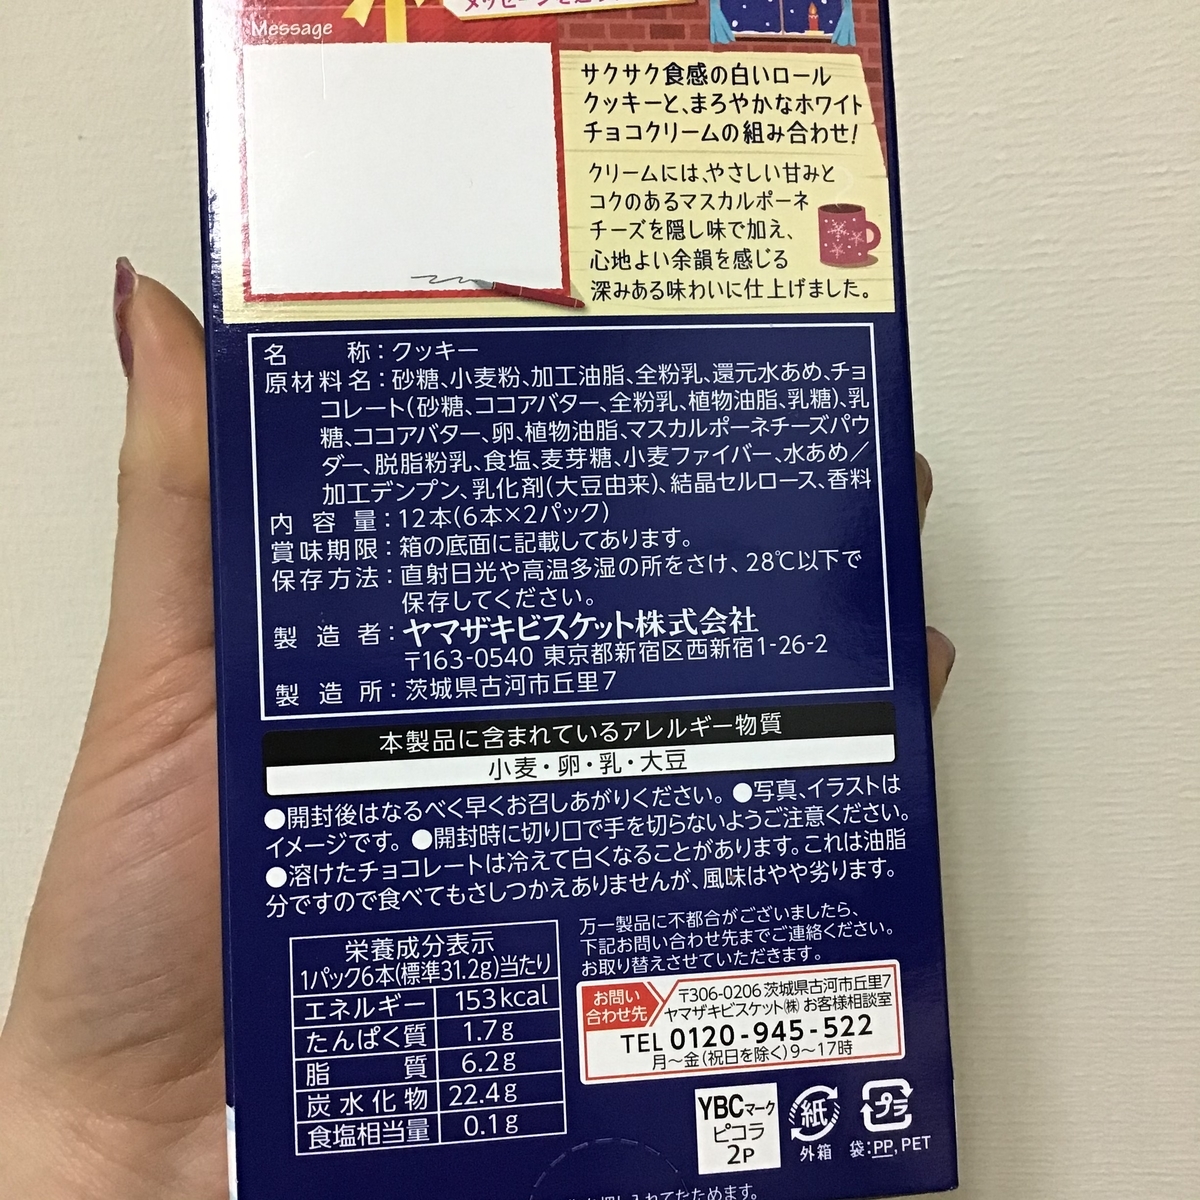 Message
サクサク食感の白いロール
クッキーと、まろやかなホワイト
チョコクリームの組み合わせ!
クリームには、やさしい甘みと
コクのあるマスカルポーネ
チーズを隠し味で加え、
心地よい余韻を感じる
深みある味わいに仕上げました。
名称:クッキー
原材料名:砂糖、小麦粉、加工油脂、全粉乳、還元水あめ、チョ
コレート(砂糖、ココアバター、全粉乳、植物油脂、乳糖)、乳
糖、ココアバター、卵、植物油脂、マスカルポーネチーズパウ
ダー、脱脂粉乳、食塩、麦芽糖、小麦ファイバー、水あめ/
加工デンプン、乳化剤(大豆由来)、結晶セルロース、香料
内容量:12本(6本×2パック)
賞味期限:箱の底面に記載してあります。
保存方法:直射日光や高温多湿の所をさけ、28℃以下で
保存してください。
製造者:ヤマザキビスケット株式会社
〒163-0540 東京都新宿区西新宿1-26-2
製造所:茨城県古河市丘里7
本製品に含まれているアレルギー物質
小麦・卵・乳・大豆
●開封後はなるべく早くお召しあがりください。●写真、イラストは
イメージです。●開封時に切り口で手を切らないようご注意ください。
●溶けたチョコレートは冷えて白くなることがあります。これは油脂
分ですので食べてもさしつかえありませんが、風味はやや劣ります。
栄養成分表示
1パック6本(標準31.2g)当たり
エネルギー 153kcal
たんぱく質 1.7g
脂質 6.2g
炭水化物 22.4g
食塩相当量 0.1g
万一製品に不都合がございましたら、
下記お問い合わせ先までご連絡ください。
お取り替えさせていただきます。
お問い
合わせ先
〒306-0206 茨城県古河市丘里7
ヤマザキビスケット㈱ お客様相談室
TEL 0120-945-522
月〜金(祝日を除く)9〜17時
YBCマーク
ピコラ
2P
紙
外箱
プラ
袋:PP, PET